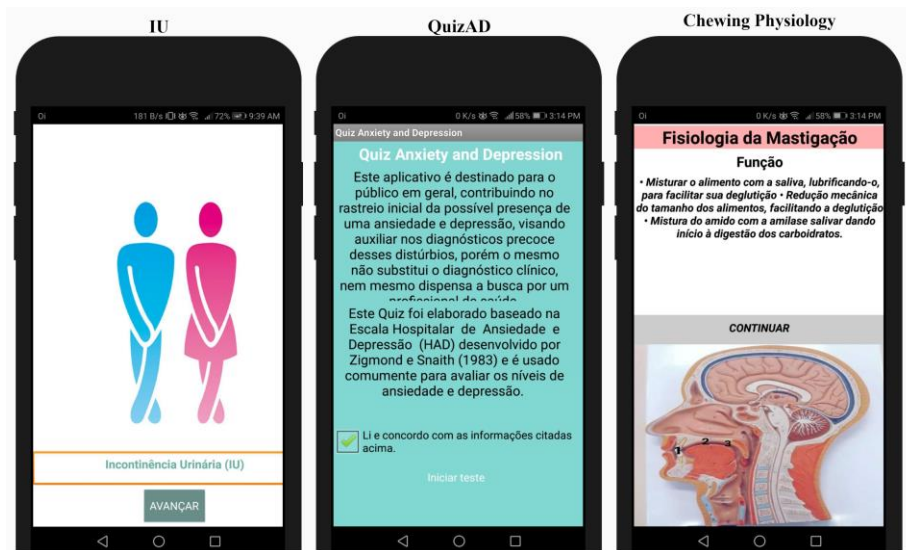 IU
QuizAD
Chewing Physiology
Oi
181 B/s
72%
9:39 AM
Incontinência Urinária (IU)
AVANÇAR
Oi
0 K/s
58%
3:14 PM
Quiz Anxiety and Depression
Quiz Anxiety and Depression
Este aplicativo é destinado para o
público em geral, contribuindo no
rastreio inicial da possível presença de
uma ansiedade e depressão, visando
auxiliar nos diagnósticos precoce
desses distúrbios, porém o mesmo
não substitui o diagnóstico clínico,
nem mesmo dispensa a busca por um
profissional de saúde
Este Quiz foi elaborado baseado na
Escala Hospitalar de Ansiedade e
Depressão (HAD) desenvolvido por
Zigmond e Snaith (1983) e é usado
comumente para avaliar os níveis de
ansiedade e depressão.
Li e concordo com as informações citadas
acima.
Iniciar teste
Oi
0 K/s
58%
3:14 PM
Fisiologia da Mastigação
Função
• Misturar o alimento com a saliva, lubrificando-o,
para facilitar sua deglutição • Redução mecânica
do tamanho dos alimentos, facilitando a deglutição
• Mistura do amido com a amilase salivar dando
início à digestão dos carboidratos.
CONTINUAR
1 2 3